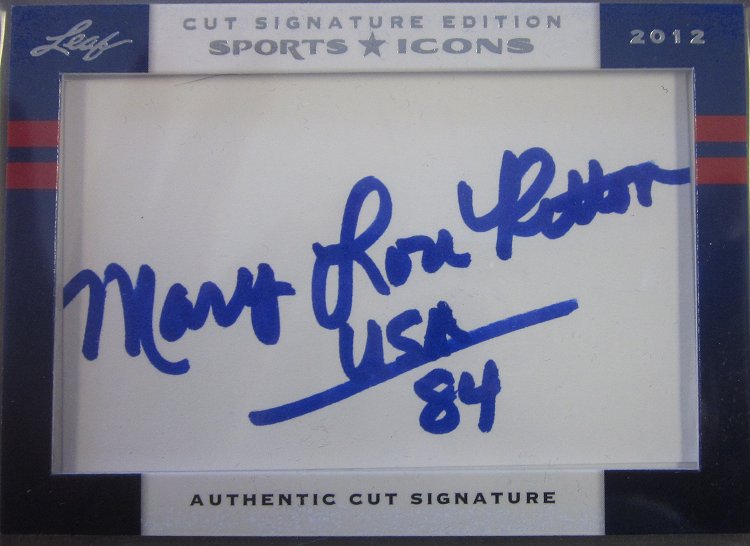 Leaf
CUT SIGNATURE EDITION
SPORTS ★ ICONS
2012
Mary Lou Retton
USA
84
AUTHENTIC CUT SIGNATURE